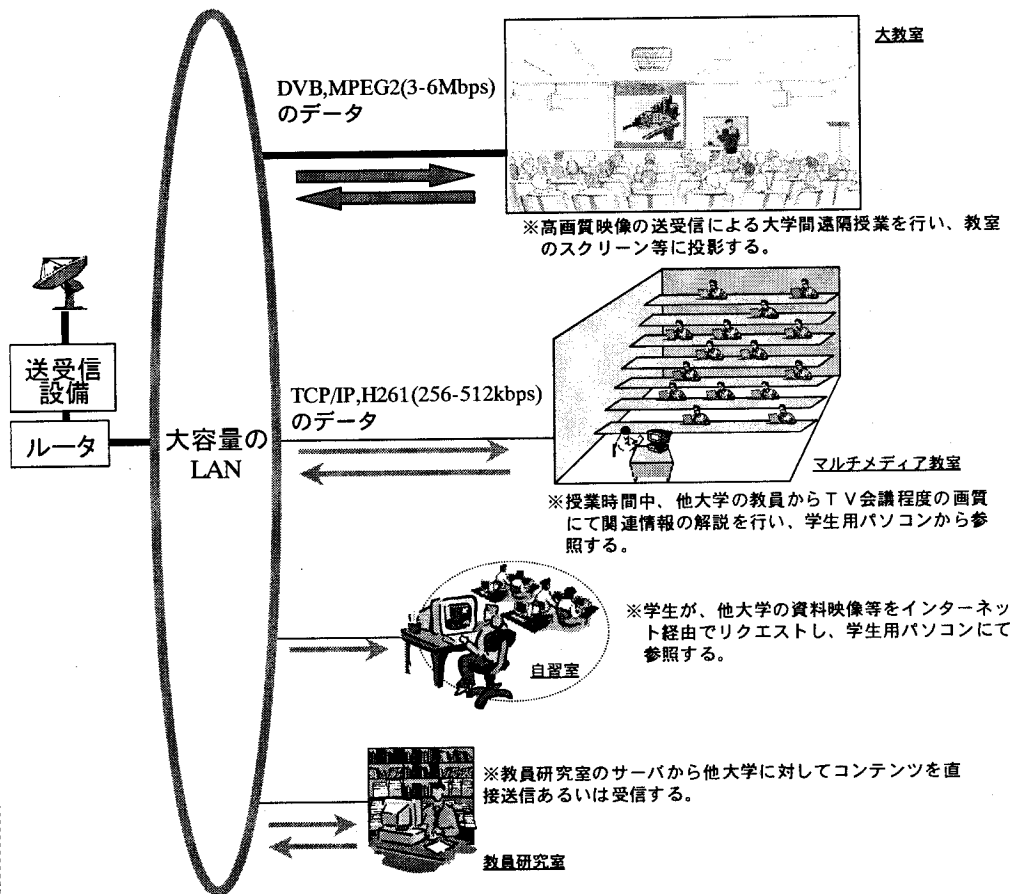 大教室
DVB,MPEG2(3-6Mbps)
のデータ
※高画質映像の送受信による大学間遠隔授業を行い、教室
のスクリーン等に投影する。
送受信
設備
ルータ
大容量の
LAN
TCP/IP,H261(256-512kbps)
のデータ
マルチメディア教室
※授業時間中、他大学の教員からTV会議程度の画質
にて関連情報の解説を行い、学生用パソコンから参
照する。
※学生が、他大学の資料映像等をインターネッ
ト経由でリクエストし、学生用パソコンにて
参照する。
自習室
※教員研究室のサーバから他大学に対してコンテンツを直
接送信あるいは受信する。
教員研究室